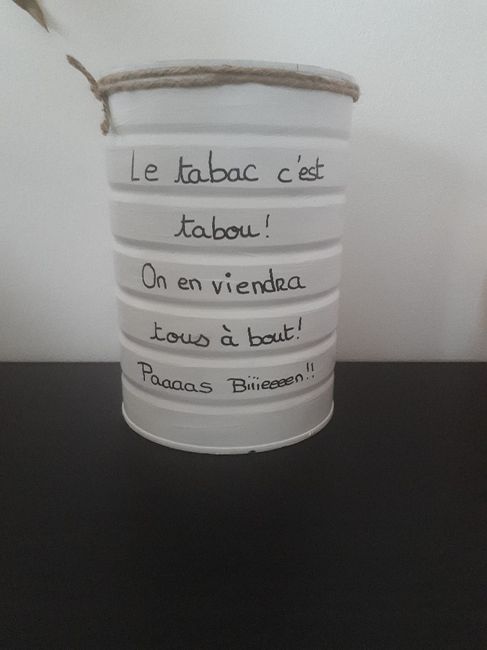 Le tabac c'est
tabou!
On en viendra
tous à bout!
Paaaas Biiieeeen!!